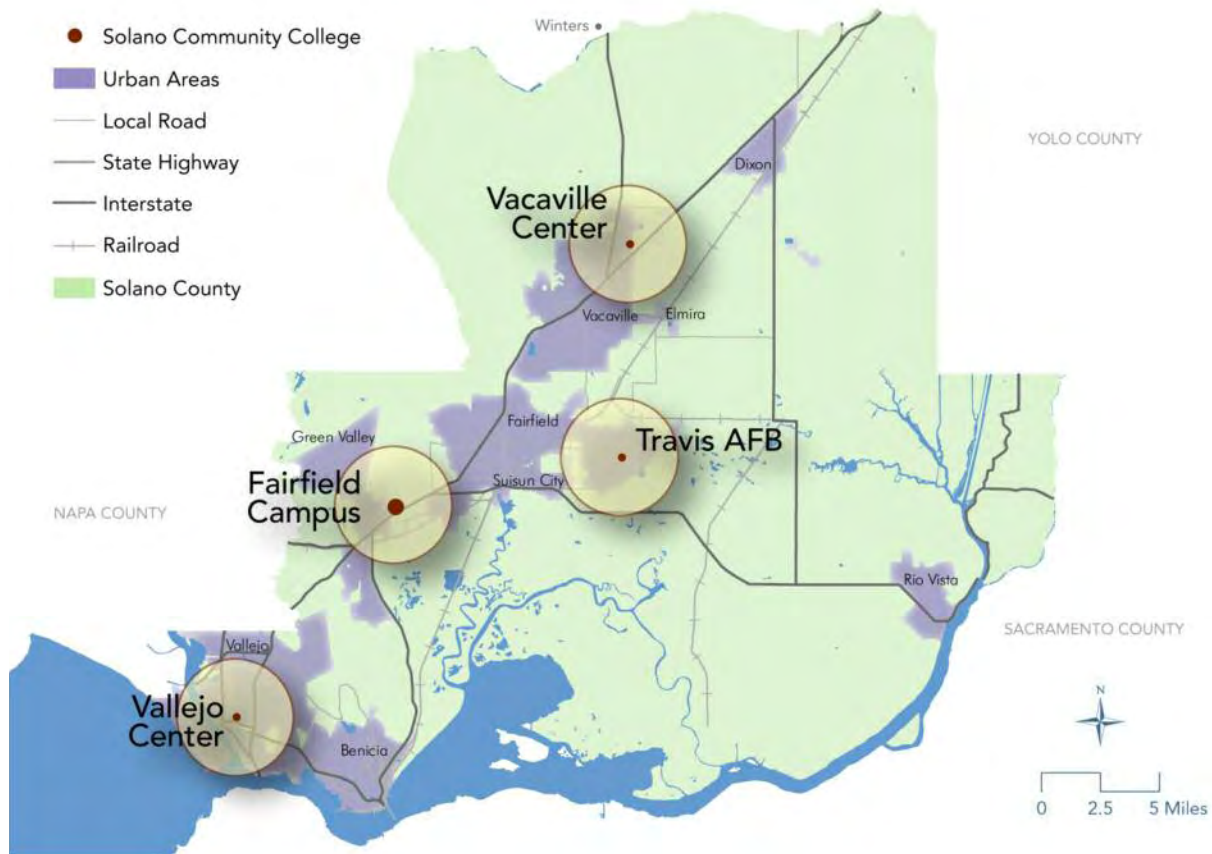 Solano Community College
Urban Areas
Local Road
State Highway
Interstate
Railroad
Solano County
Winters
YOLO COUNTY
Dixon
Vacaville
Center
Vacaville
Elmira
Green Valley
Fairfield
Travis AFB
Fairfield
Campus
Suisun City
NAPA COUNTY
Rio Vista
SACRAMENTO COUNTY
Vallejo
Vallejo
Center
Benicia
N
0 2.5 5 Miles